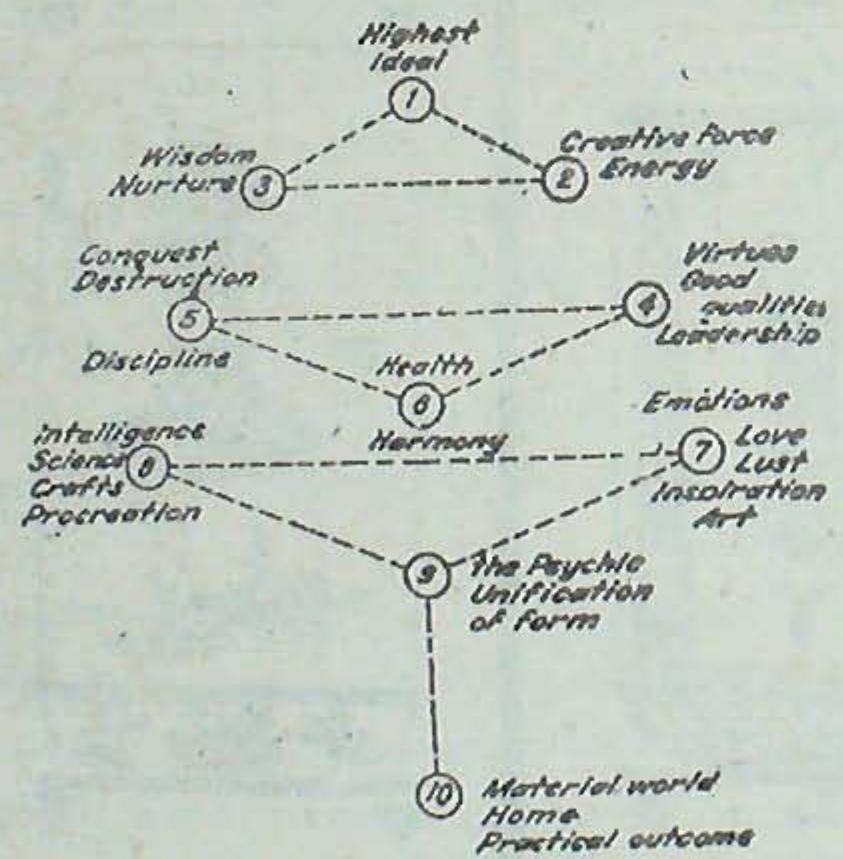 Highest
Ideal
1
Creative Force
Energy
2
Wisdom
Nurture
3
Conquest
Destruction
5
Discipline
Virtues
Good
qualities
Leadership
4
Health
6
Harmony
Emotions
Love
Lust
Inspiration
Art
7
Intelligence
Science
Crafts
Procreation
8
9
The Psychic
Unification
of form
10
Material world
Home
Practical outcome